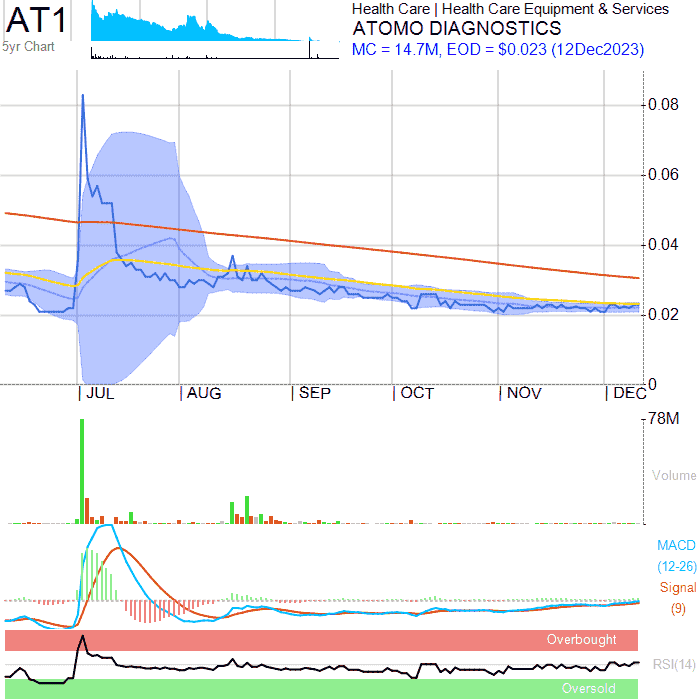 AT1
5yr Chart
Health Care | Health Care Equipment & Services
ATOMO DIAGNOSTICS
MC = 14.7M, EOD = $0.023 (12Dec2023)
0.08
0.06
0.04
0.02
0
| JUL | AUG | SEP | OCT | NOV | DEC
78M
Volume
MACD
(12-26)
Signal
(9)
Overbought
RSI(14)
Oversold